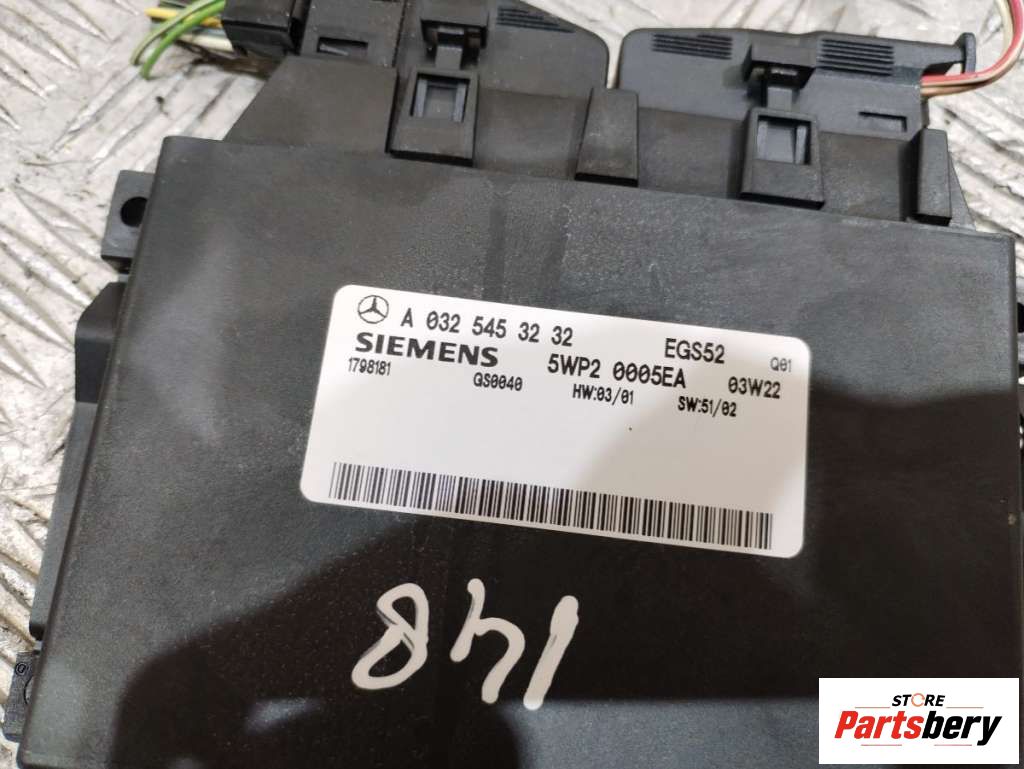 A 032 545 32 32 EGS52 Q01
SIEMENS 5WP2 0005EA 03W22
1798181 GS0040 HW:03/01 SW:51/02
148
STORE
Partsbery